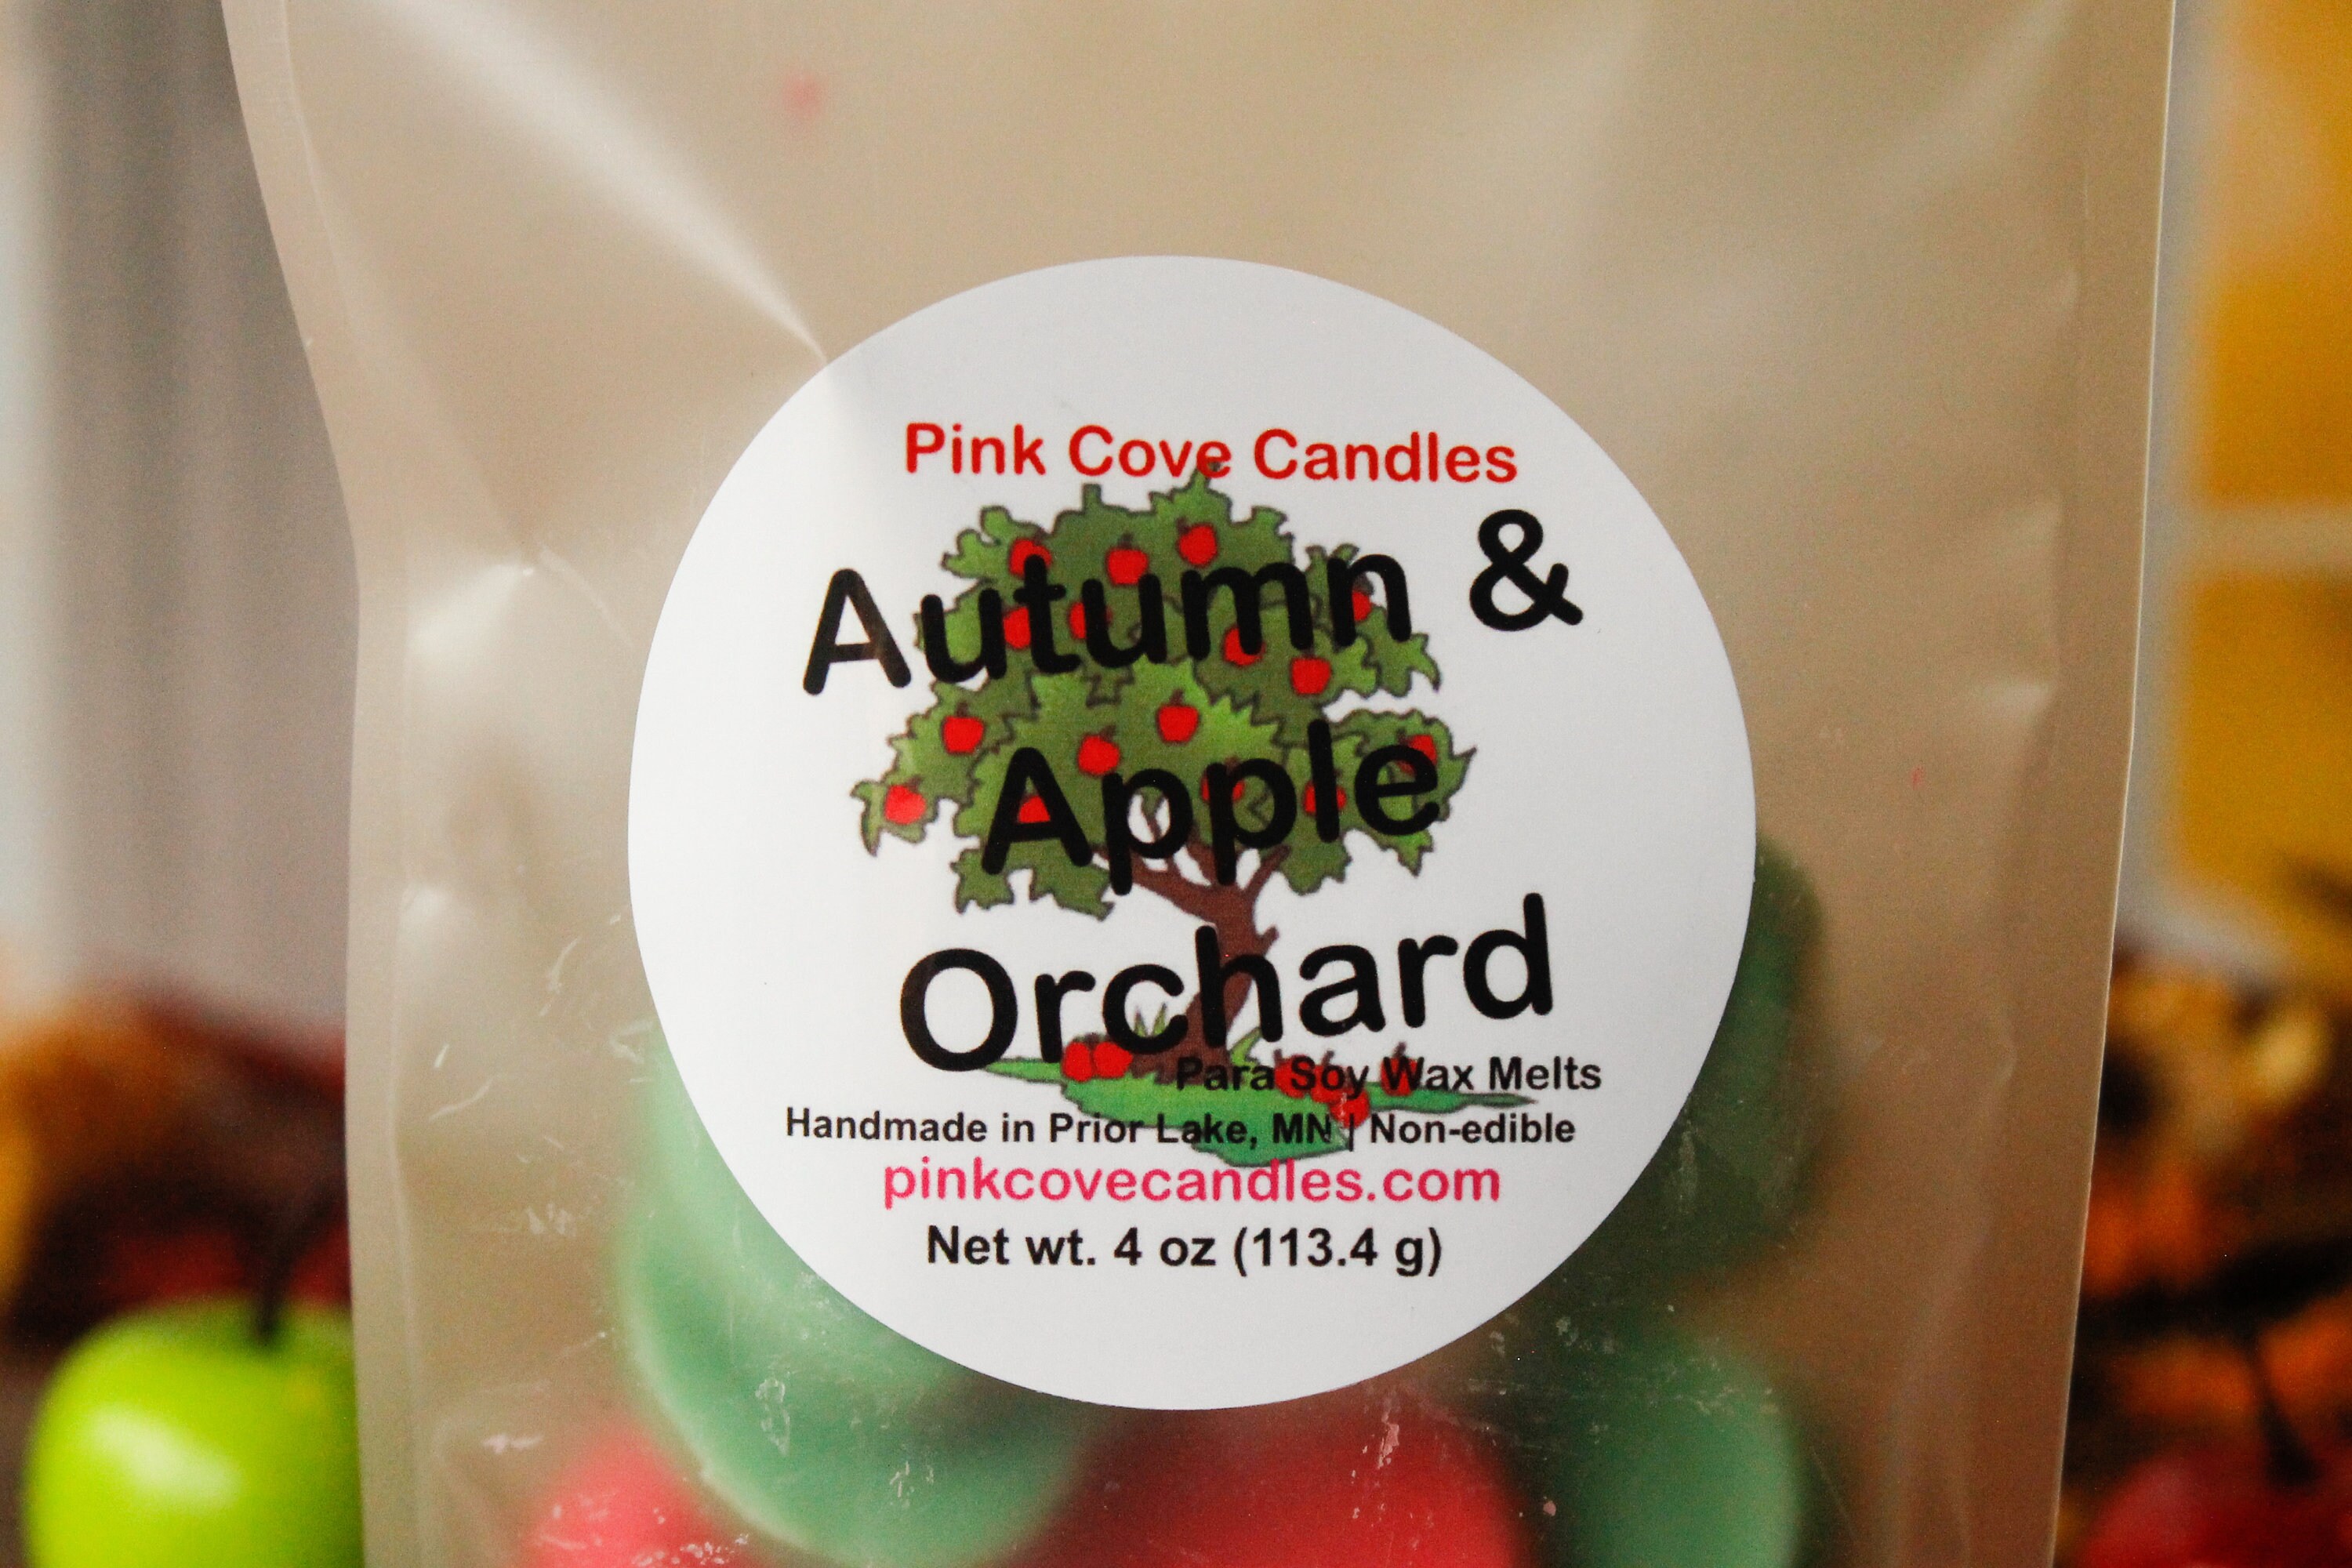 Pink Cove Candles
Autumn &
Apple
Orchard
Para Soy Wax Melts
Handmade in Prior Lake, MN | Non-edible
pinkcovecandles.com
Net wt. 4 oz (113.4 g)